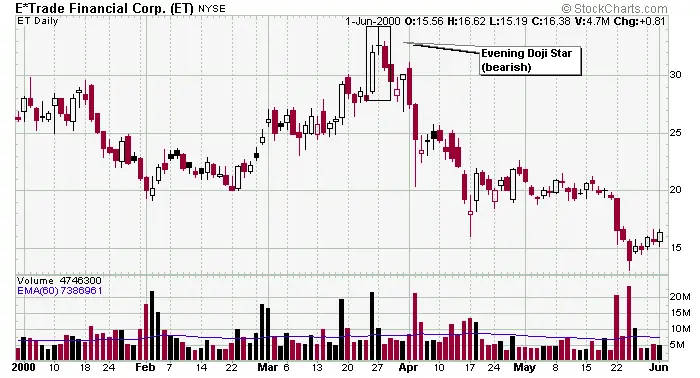 E*Trade Financial Corp. (ET) NYSE © StockCharts.com
ET Daily 1-Jun-2000 O:15.56 H:16.62 L:15.19 C:16.38 V:4.7M Chg:+0.81
Evening Doji Star
(bearish)
30
25
20
15
Volume 4746300
EMA(60) 7386961
20M
15M
10M
5M
2000 10 18 24 Feb 7 14 22 Mar 6 13 20 27 Apr 10 17 24 May 8 15 22 Jun